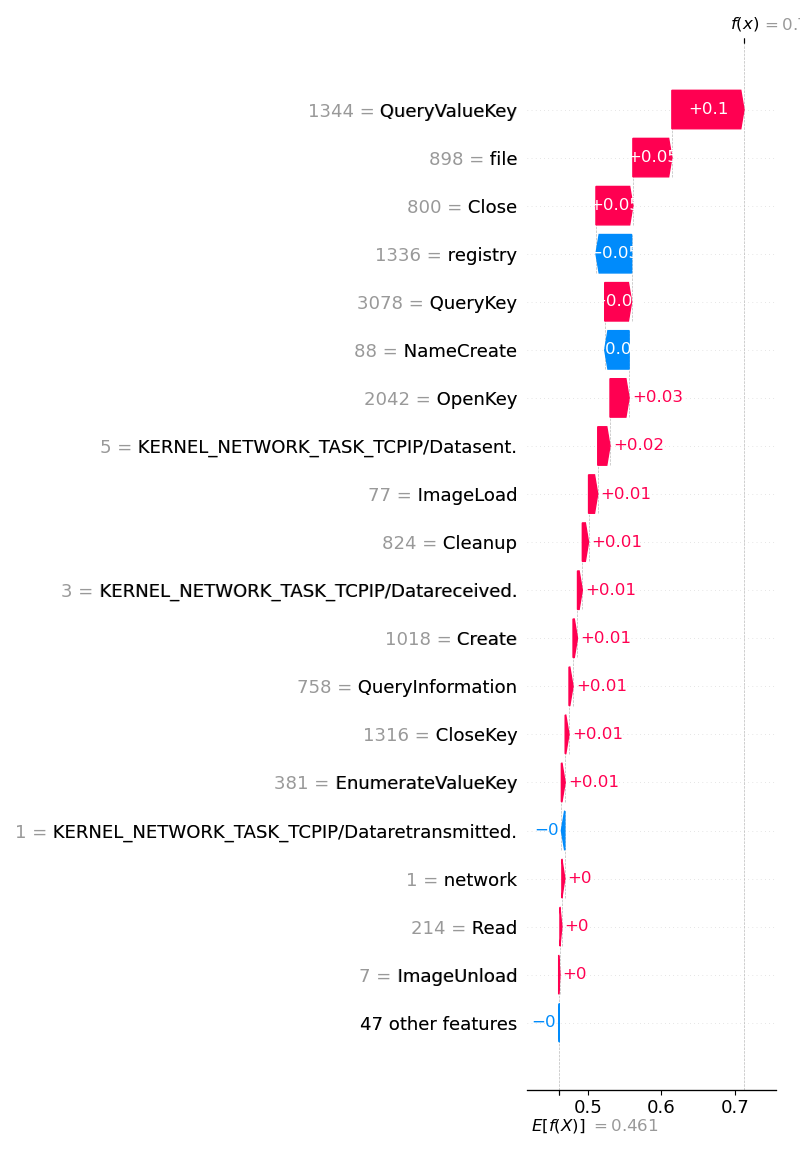 f(x) = 0.
1344 = QueryValueKey +0.1
898 = file +0.05
800 = Close +0.05
1336 = registry −0.05
3078 = QueryKey 0.0
88 = NameCreate 0.0
2042 = OpenKey +0.03
5 = KERNEL_NETWORK_TASK_TCPIP/Datasent. +0.02
77 = ImageLoad +0.01
824 = Cleanup +0.01
3 = KERNEL_NETWORK_TASK_TCPIP/Datareceived. +0.01
1018 = Create +0.01
758 = QueryInformation +0.01
1316 = CloseKey +0.01
381 = EnumerateValueKey +0.01
1 = KERNEL_NETWORK_TASK_TCPIP/Dataretransmitted. −0
1 = network +0
214 = Read +0
7 = ImageUnload +0
47 other features −0
0.5 0.6 0.7
E[f(X)] = 0.461